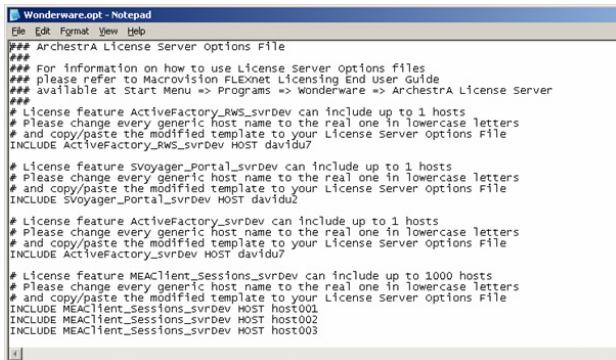 Wonderware.opt - Notepad
File Edit Format View Help
### ArchestrA License Server Options File
###
### For information on how to use License Server Options files
### please refer to Macrovision FLEXnet Licensing End User Guide
### available at Start Menu => Programs => Wonderware => ArchestrA License Server
###
# License feature ActiveFactory_RWS_svrDev can include up to 1 hosts
# Please change every generic host name to the real one in lowercase letters
# and copy/paste the modified template to your License Server Options File
INCLUDE ActiveFactory_RWS_svrDev HOST davidu7
# License feature SVoyager_Portal_svrDev can include up to 1 hosts
# Please change every generic host name to the real one in lowercase letters
# and copy/paste the modified template to your License Server Options File
INCLUDE SVoyager_Portal_svrDev HOST davidu2
# License feature ActiveFactory_svrDev can include up to 1 hosts
# Please change every generic host name to the real one in lowercase letters
# and copy/paste the modified template to your License Server Options File
INCLUDE ActiveFactory_svrDev HOST davidu7
# License feature MEAClient_Sessions_svrDev can include up to 1000 hosts
# Please change every generic host name to the real one in lowercase letters
# and copy/paste the modified template to your License Server Options File
INCLUDE MEAClient_Sessions_svrDev HOST host001
INCLUDE MEAClient_Sessions_svrDev HOST host002
INCLUDE MEAClient_Sessions_svrDev HOST host003